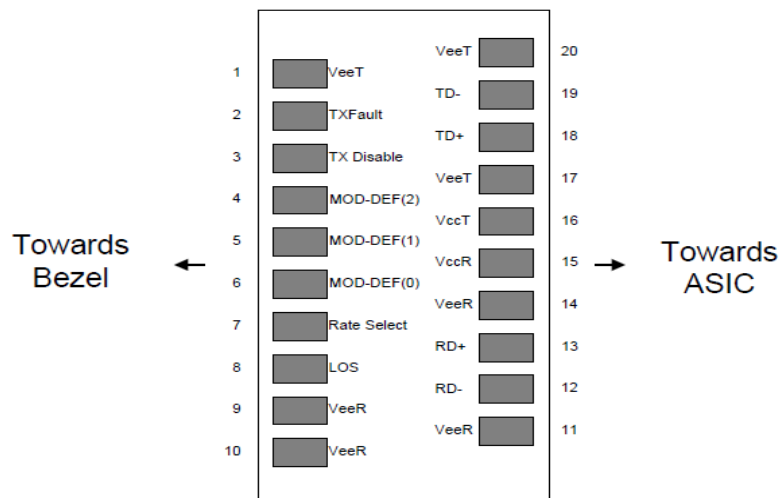 VeeT 20
1 VeeT
TD- 19
2 TXFault
TD+ 18
3 TX Disable
VeeT 17
4 MOD-DEF(2)
VccT 16
5 MOD-DEF(1)
VccR 15
6 MOD-DEF(0)
VeeR 14
7 Rate Select
RD+ 13
8 LOS
RD- 12
9 VeeR
VeeR 11
10 VeeR
Towards
Bezel
Towards
ASIC